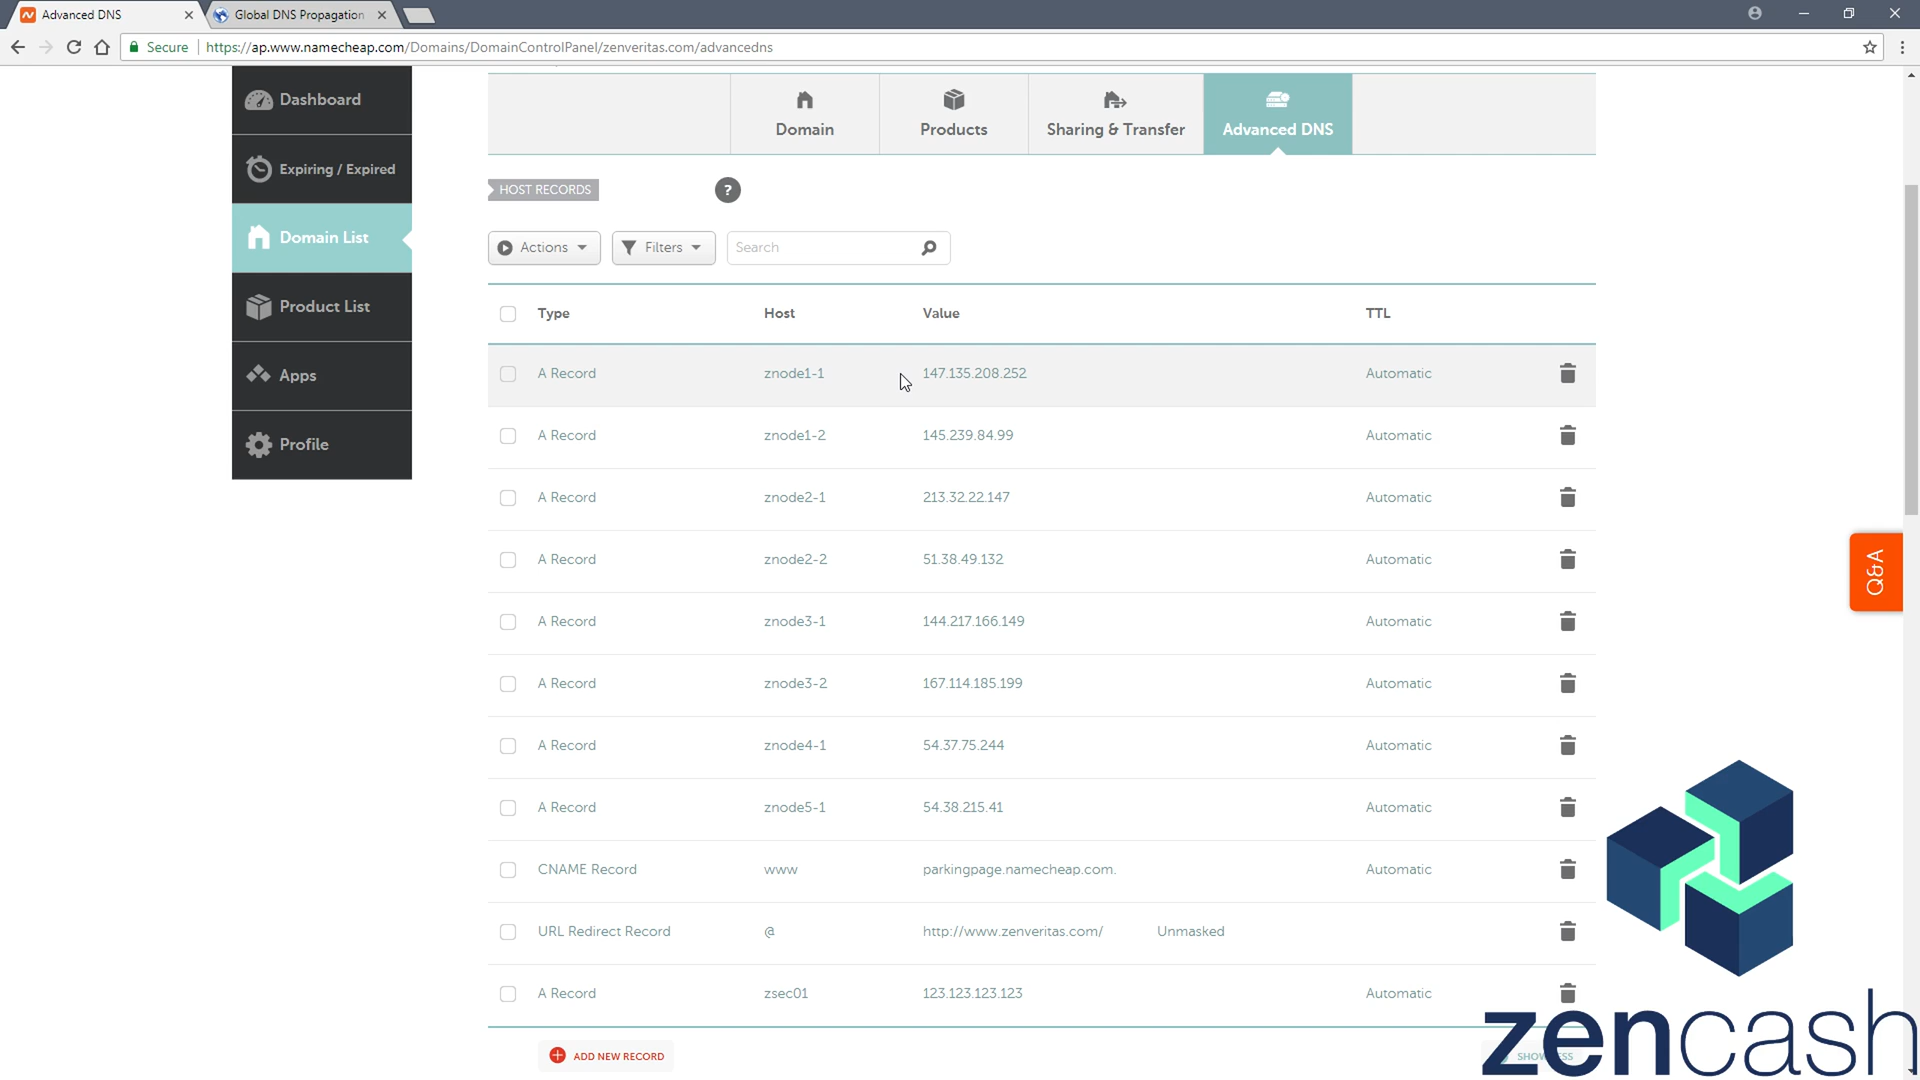 Advanced DNS
Global DNS Propagation
Secure
https://ap.www.namecheap.com/Domains/DomainControlPanel/zenveritas.com/advancedns
Dashboard
Expiring / Expired
Domain List
Product List
Apps
Profile
Domain
Products
Sharing & Transfer
Advanced DNS
HOST RECORDS
?
Actions
Filters
Search
Type Host Value TTL
A Record znode1-1 147.135.208.252 Automatic
A Record znode1-2 145.239.84.99 Automatic
A Record znode2-1 213.32.22.147 Automatic
A Record znode2-2 51.38.49.132 Automatic
A Record znode3-1 144.217.166.149 Automatic
A Record znode3-2 167.114.185.199 Automatic
A Record znode4-1 54.37.75.244 Automatic
A Record znode5-1 54.38.215.41 Automatic
CNAME Record www parkingpage.namecheap.com. Automatic
URL Redirect Record @ http://www.zenveritas.com/ Unmasked
A Record zsec01 123.123.123.123 Automatic
ADD NEW RECORD
Q&A
zencash